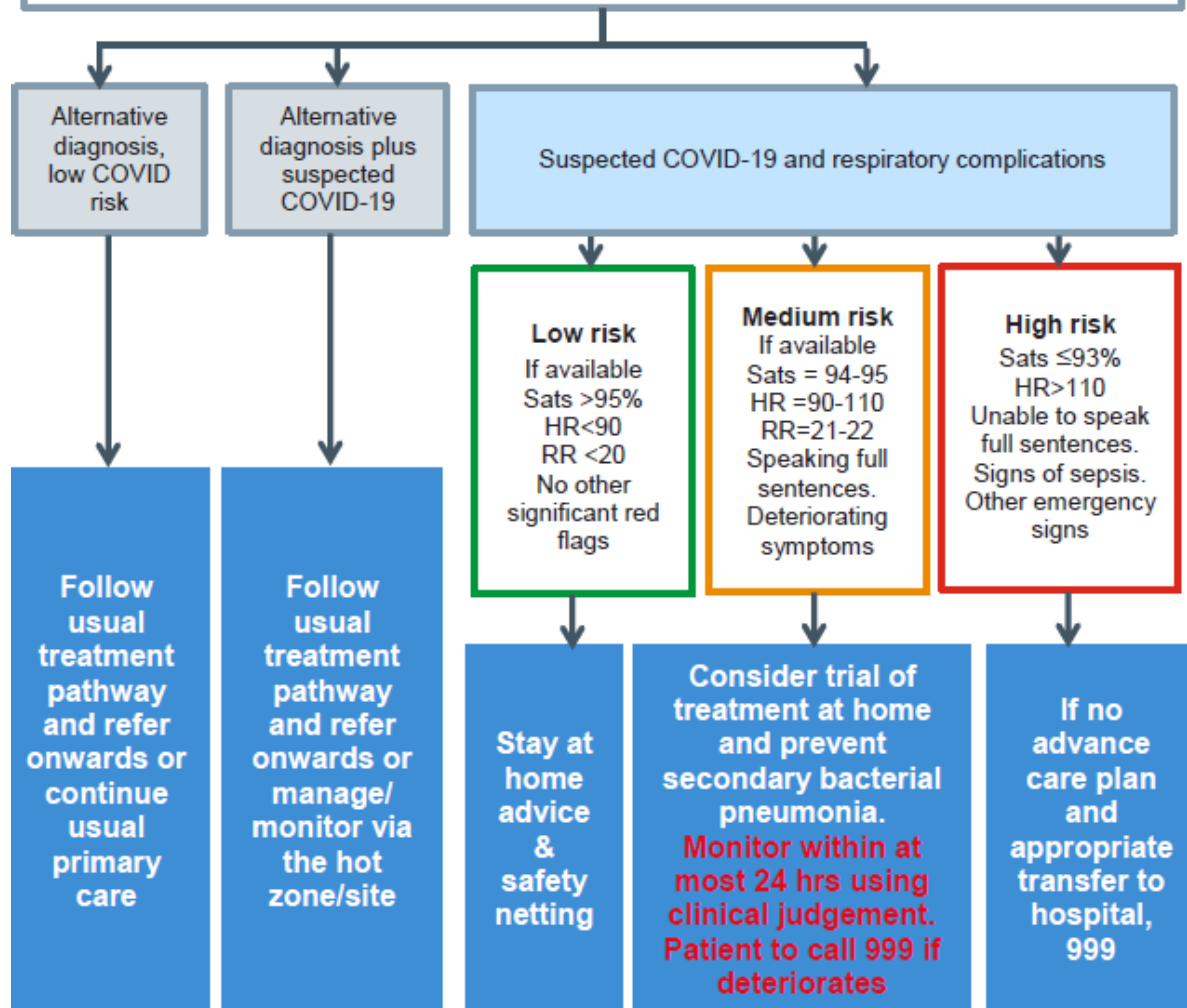 Alternative
diagnosis,
low COVID
risk
Alternative
diagnosis plus
suspected
COVID-19
Suspected COVID-19 and respiratory complications
Low risk
If available
Sats >95%
HR<90
RR <20
No other
significant red
flags
Medium risk
If available
Sats = 94-95
HR =90-110
RR=21-22
Speaking full
sentences.
Deteriorating
symptoms
High risk
Sats ≤93%
HR>110
Unable to speak
full sentences.
Signs of sepsis.
Other emergency
signs
Follow
usual
treatment
pathway
and refer
onwards or
continue
usual
primary
care
Follow
usual
treatment
pathway
and refer
onwards or
manage/
monitor via
the hot
zone/site
Stay at
home
advice
&
safety
netting
Consider trial of
treatment at home
and prevent
secondary bacterial
pneumonia.
Monitor within at
most 24 hrs using
clinical judgement.
Patient to call 999 if
deteriorates
If no
advance
care plan
and
appropriate
transfer to
hospital,
999